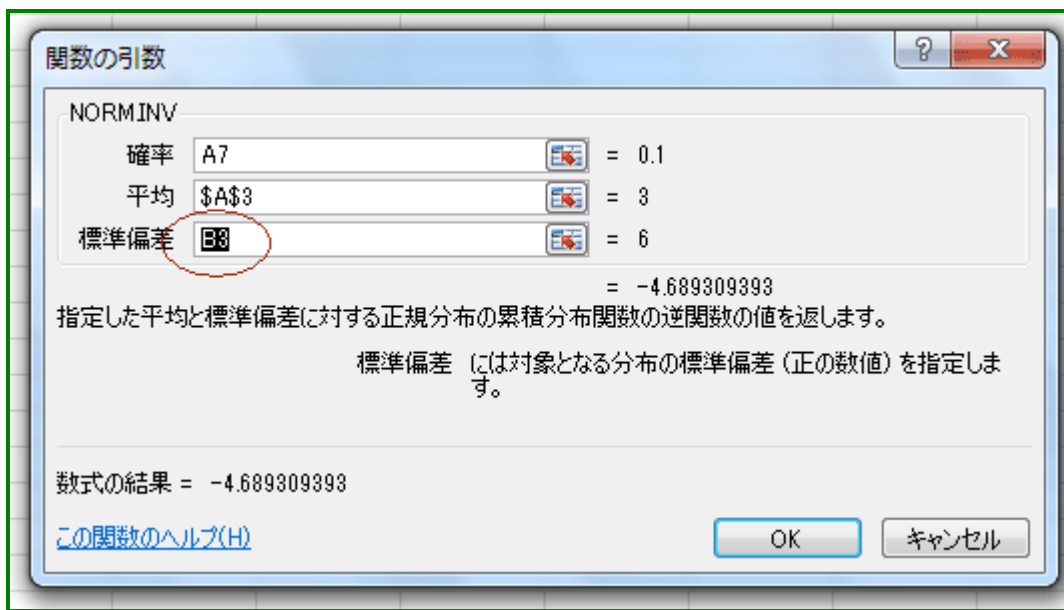 関数の引数
NORMINV
確率 A7 = 0.1
平均 $A$3 = 3
標準偏差 B3 = 6
= -4.689309393
指定した平均と標準偏差に対する正規分布の累積分布関数の逆関数の値を返します。
標準偏差 には対象となる分布の標準偏差 (正の数値) を指定しま
す。
数式の結果 = -4.689309393
この関数のヘルプ(H)
OK キャンセル